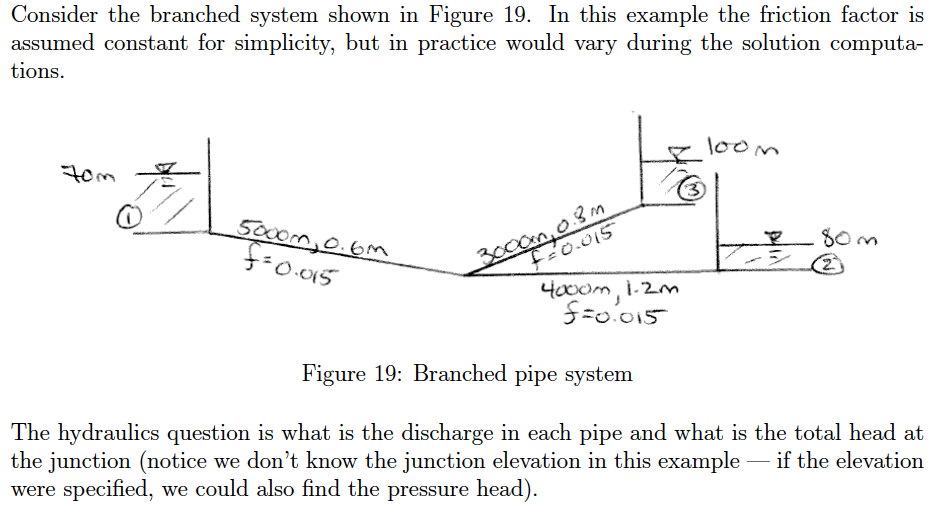 Consider the branched system shown in Figure 19. In this example the friction factor is
assumed constant for simplicity, but in practice would vary during the solution computa-
tions.
100m
70m
③
①
5000m, 0.6m
f=0.015
3000m, 0.8m
f=0.015
80m
②
4000m, 1.2m
f=0.015
Figure 19: Branched pipe system
The hydraulics question is what is the discharge in each pipe and what is the total head at
the junction (notice we don't know the junction elevation in this example — if the elevation
were specified, we could also find the pressure head).